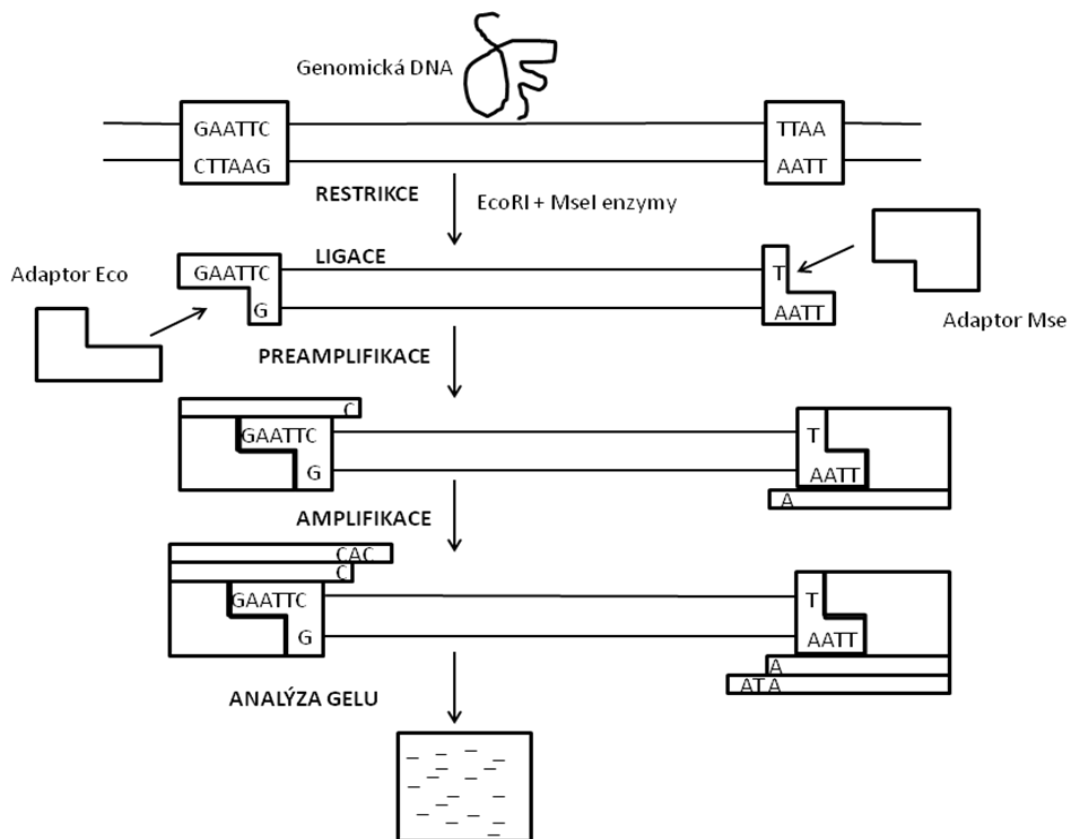 Genomická DNA
GAATTC
CTTAAG
TTAA
AATT
RESTRIKCE
EcoRI + MseI enzymy
Adaptor Eco
LIGACE
GAATTC
G
T
AATT
Adaptor Mse
PREAMPLIFIKACE
C
GAATTC
G
T
AATT
A
AMPLIFIKACE
CAC
C
GAATTC
G
T
AATT
A
ATA
ANALÝZA GELU